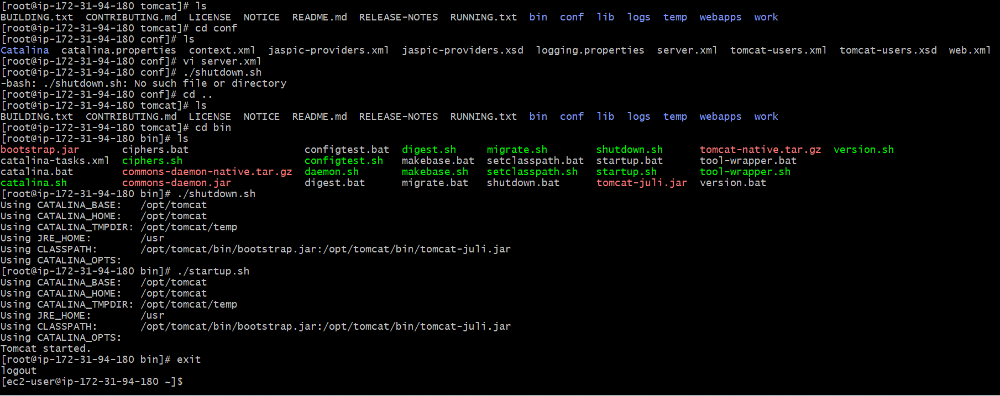 [root@ip-172-31-94-180 tomcat]# ls
BUILDING.txt  CONTRIBUTING.md  LICENSE  NOTICE  README.md  RELEASE-NOTES  RUNNING.txt  bin  conf  lib  logs  temp  webapps  work
[root@ip-172-31-94-180 tomcat]# cd conf
[root@ip-172-31-94-180 conf]# ls
Catalina  catalina.properties  context.xml  jaspic-providers.xml  jaspic-providers.xsd  logging.properties  server.xml  tomcat-users.xml  tomcat-users.xsd  web.xml
[root@ip-172-31-94-180 conf]# vi server.xml
[root@ip-172-31-94-180 conf]# ./shutdown.sh
-bash: ./shutdown.sh: No such file or directory
[root@ip-172-31-94-180 conf]# cd ..
[root@ip-172-31-94-180 tomcat]# ls
BUILDING.txt  CONTRIBUTING.md  LICENSE  NOTICE  README.md  RELEASE-NOTES  RUNNING.txt  bin  conf  lib  logs  temp  webapps  work
[root@ip-172-31-94-180 tomcat]# cd bin
[root@ip-172-31-94-180 bin]# ls
bootstrap.jar       ciphers.bat                   configtest.bat  digest.sh     migrate.sh       shutdown.sh      tomcat-native.tar.gz  version.sh
catalina-tasks.xml  ciphers.sh                    configtest.sh   makebase.bat  setclasspath.bat  startup.bat      tool-wrapper.bat
catalina.bat        commons-daemon-native.tar.gz  daemon.sh       makebase.sh   setclasspath.sh   startup.sh       tool-wrapper.sh
catalina.sh         commons-daemon.jar            digest.bat      migrate.bat   shutdown.bat      tomcat-juli.jar  version.bat
[root@ip-172-31-94-180 bin]# ./shutdown.sh
Using CATALINA_BASE:   /opt/tomcat
Using CATALINA_HOME:   /opt/tomcat
Using CATALINA_TMPDIR: /opt/tomcat/temp
Using JRE_HOME:        /usr
Using CLASSPATH:       /opt/tomcat/bin/bootstrap.jar:/opt/tomcat/bin/tomcat-juli.jar
Using CATALINA_OPTS:
[root@ip-172-31-94-180 bin]# ./startup.sh
Using CATALINA_BASE:   /opt/tomcat
Using CATALINA_HOME:   /opt/tomcat
Using CATALINA_TMPDIR: /opt/tomcat/temp
Using JRE_HOME:        /usr
Using CLASSPATH:       /opt/tomcat/bin/bootstrap.jar:/opt/tomcat/bin/tomcat-juli.jar
Using CATALINA_OPTS:
Tomcat started.
[root@ip-172-31-94-180 bin]# exit
logout
[ec2-user@ip-172-31-94-180 ~]$